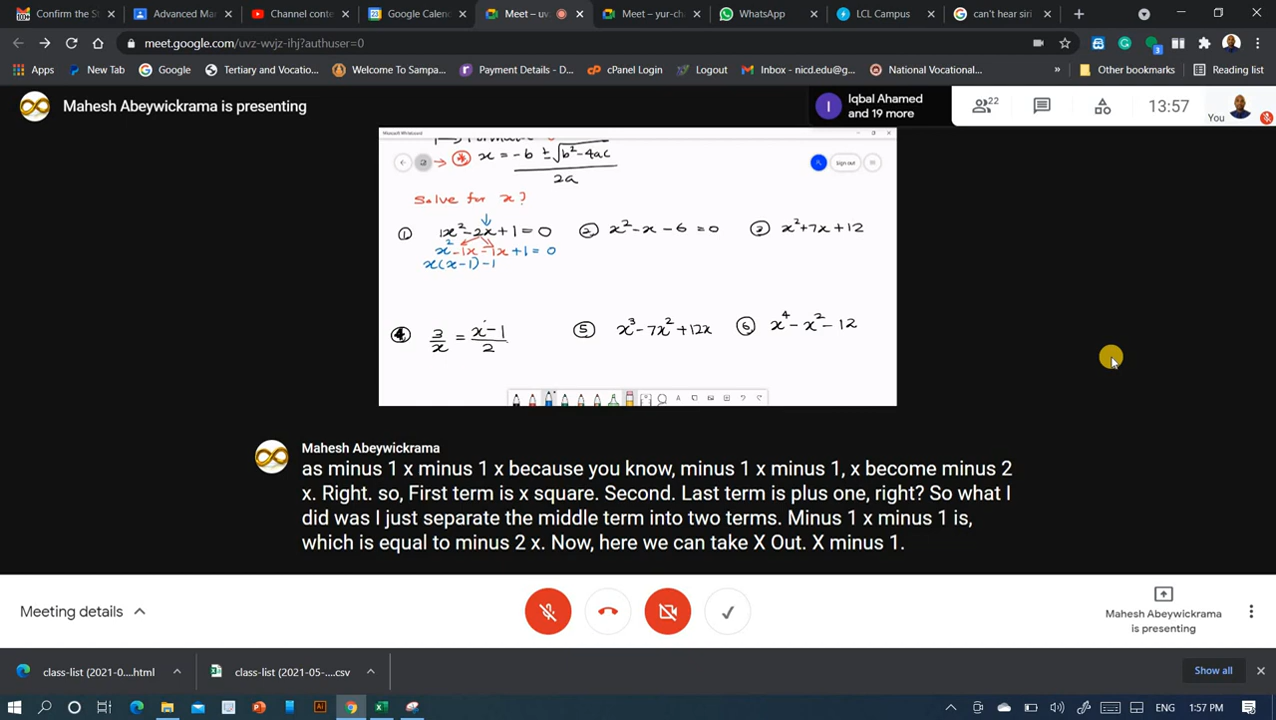 Confirm the St
Advanced Ma
Channel conte
Google Calen
Meet – uv
Meet – yur-ch
WhatsApp
LCL Campus
can't hear siri
meet.google.com/uvz-wvjz-ihj?authuser=0
3
Apps
New Tab
Google
Tertiary and Vocatio...
Welcome To Sampa...
Payment Details - D...
cPanel Login
Logout
Inbox - nicd.edu@g...
National Vocational...
»
Other bookmarks
Reading list
Mahesh Abeywickrama is presenting
I
Iqbal Ahamed
and 19 more
22
13:57
You
Microsoft Whiteboard
Sign out
x = -b ± √b²-4ac
2a
Solve for x?
① 1x²-2x+1=0
② x²-x-6=0
③ x²+7x+12
x²-1x-1x+1=0
x(x-1)-1
④ 3/x = x-1/2
⑤ x³-7x²+12x
⑥ x⁴-x²-12
Mahesh Abeywickrama
as minus 1 x minus 1 x because you know, minus 1 x minus 1, x become minus 2
x. Right. so, First term is x square. Second. Last term is plus one, right? So what I
did was I just separate the middle term into two terms. Minus 1 x minus 1 is,
which is equal to minus 2 x. Now, here we can take X Out. X minus 1.
Meeting details
Mahesh Abeywickrama
is presenting
class-list (2021-0....html
class-list (2021-05-....csv
Show all
ENG
1:57 PM